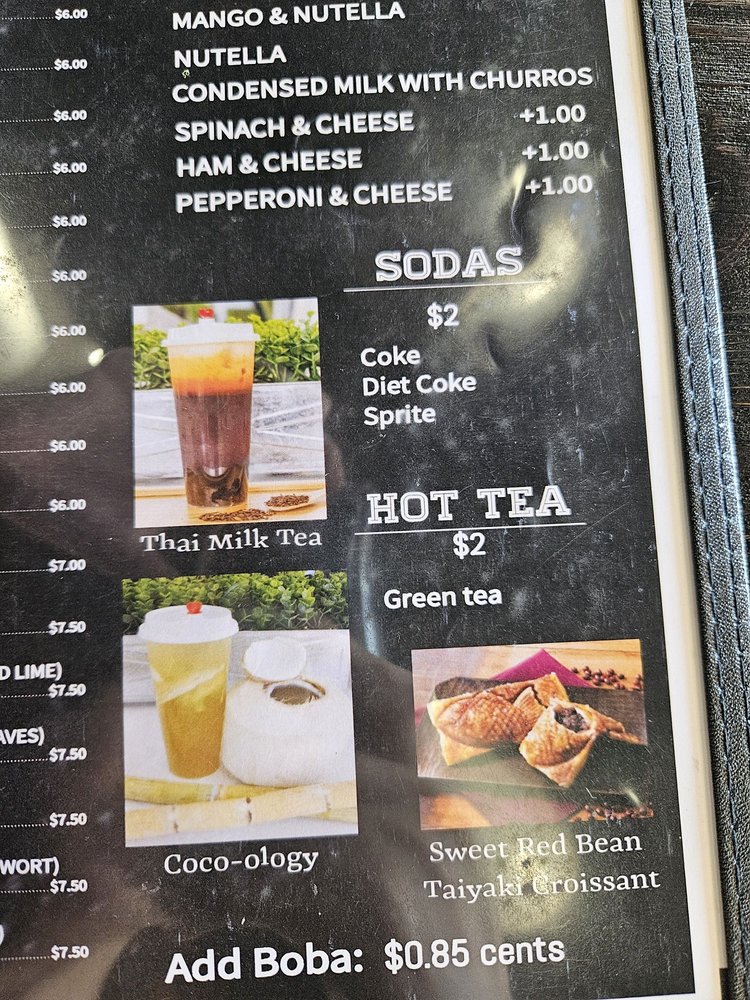 $6.00
$6.00
$6.00
$6.00
$6.00
$6.00
$6.00
$6.00
$6.00
$6.00
$7.00
$7.50
D LIME)
$7.50
AVES)
$7.50
$7.50
WORT)
$7.50
)
$7.50
MANGO & NUTELLA
NUTELLA
CONDENSED MILK WITH CHURROS
SPINACH & CHEESE +1.00
HAM & CHEESE +1.00
PEPPERONI & CHEESE +1.00
SODAS
$2
Coke
Diet Coke
Sprite
Thai Milk Tea
HOT TEA
$2
Green tea
Coco-ology
Sweet Red Bean
Taiyaki Croissant
Add Boba: $0.85 cents